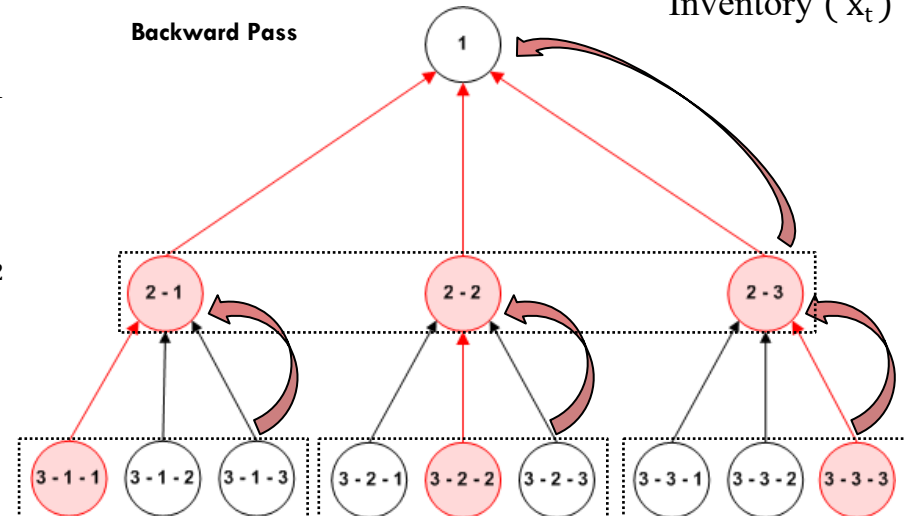 Inventory ( x_t )
Backward Pass
1
2
2 - 1
2 - 2
2 - 3
3 - 1 - 1
3 - 1 - 2
3 - 1 - 3
3 - 2 - 1
3 - 2 - 2
3 - 2 - 3
3 - 3 - 1
3 - 3 - 2
3 - 3 - 3